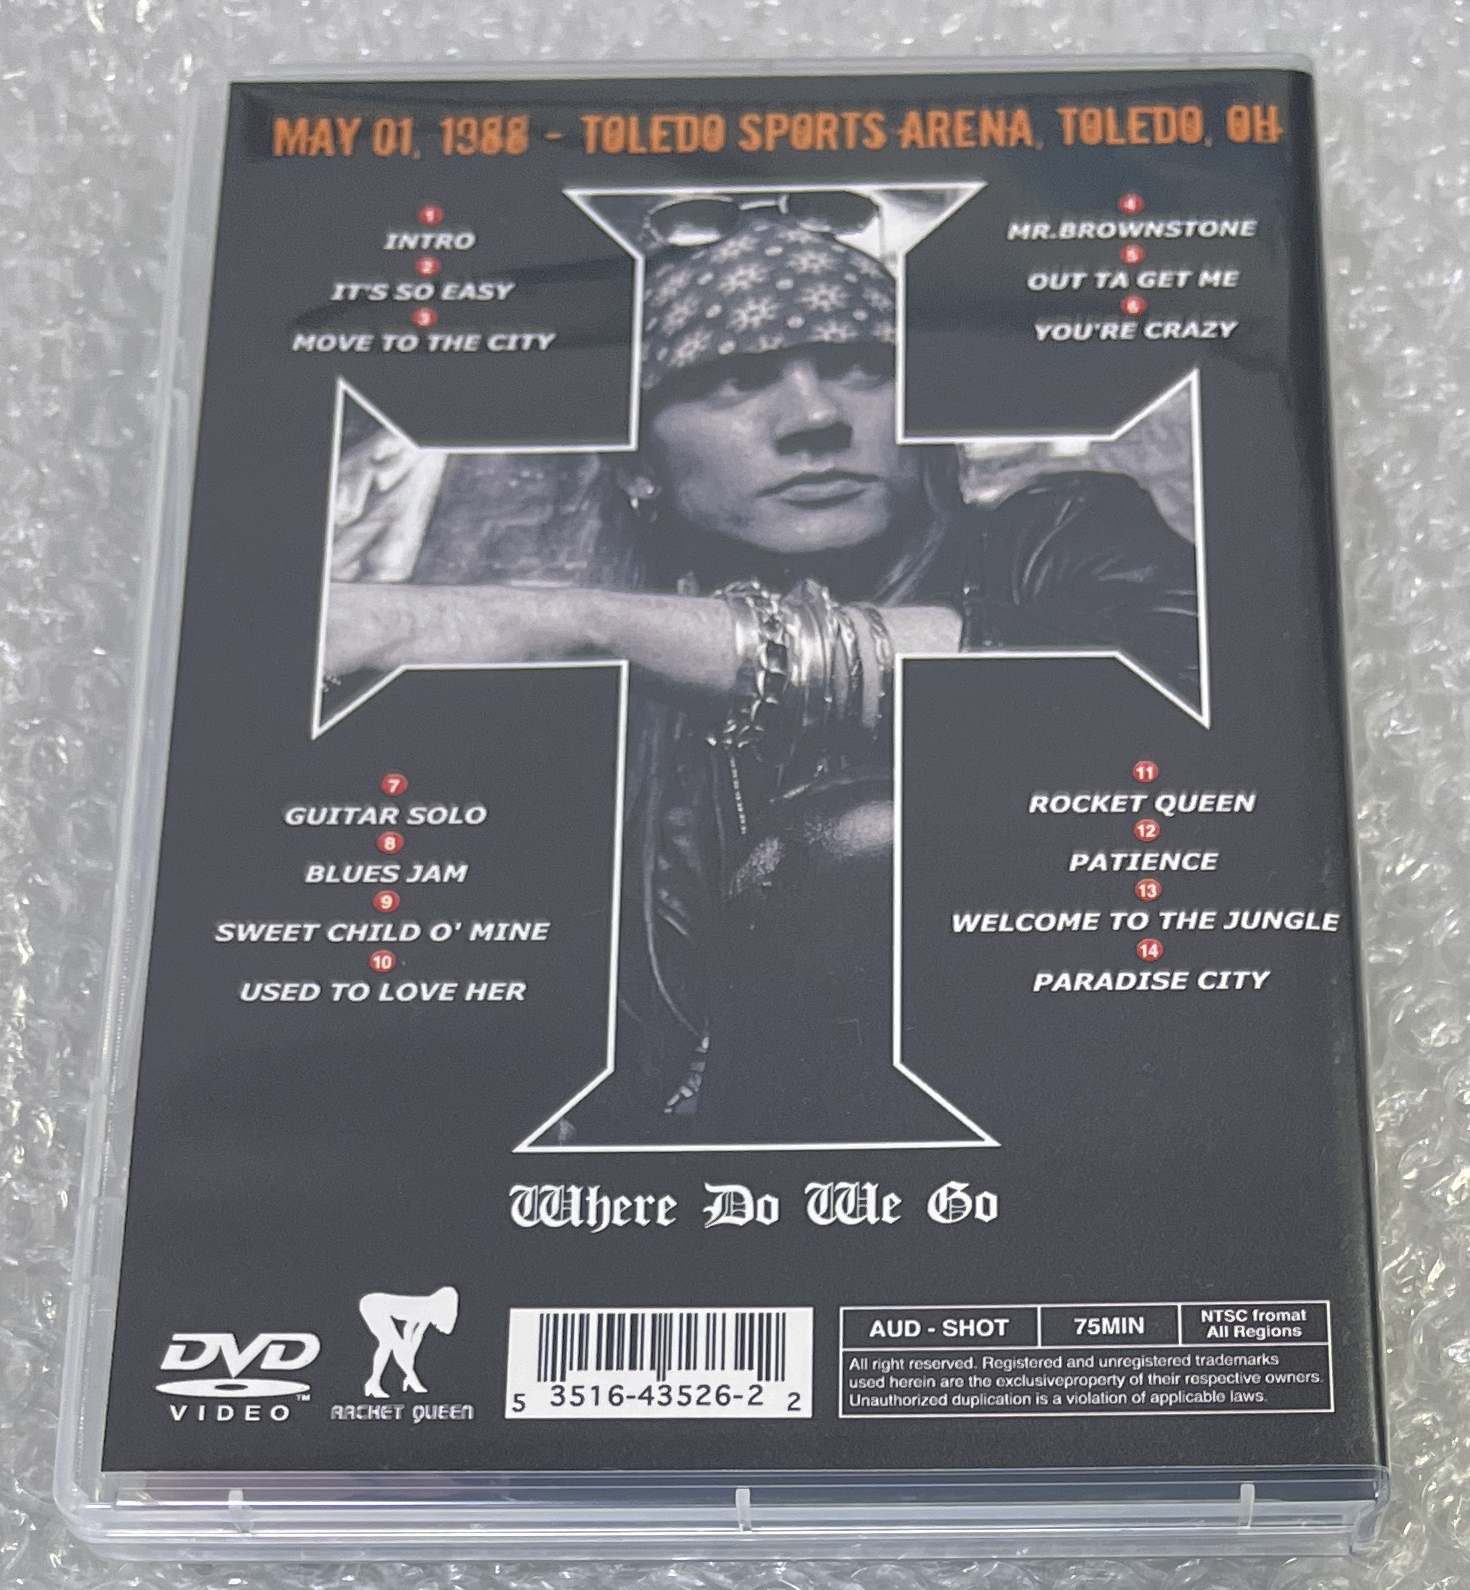 MAY 01, 1988 - TOLEDO SPORTS ARENA, TOLEDO, OH
1
INTRO
2
IT'S SO EASY
3
MOVE TO THE CITY
4
MR.BROWNSTONE
5
OUT TA GET ME
6
YOU'RE CRAZY
7
GUITAR SOLO
8
BLUES JAM
9
SWEET CHILD O' MINE
10
USED TO LOVE HER
11
ROCKET QUEEN
12
PATIENCE
13
WELCOME TO THE JUNGLE
14
PARADISE CITY
Where Do We Go
DVD
VIDEO
TM
RACKET QUEEN
5 3516-43526-2 2
AUD - SHOT
75MIN
NTSC fromat
All Regions
All right reserved. Registered and unregistered trademarks
used herein are the exclusiveproperty of their respective owners.
Unauthorized duplication is a violation of applicable laws.